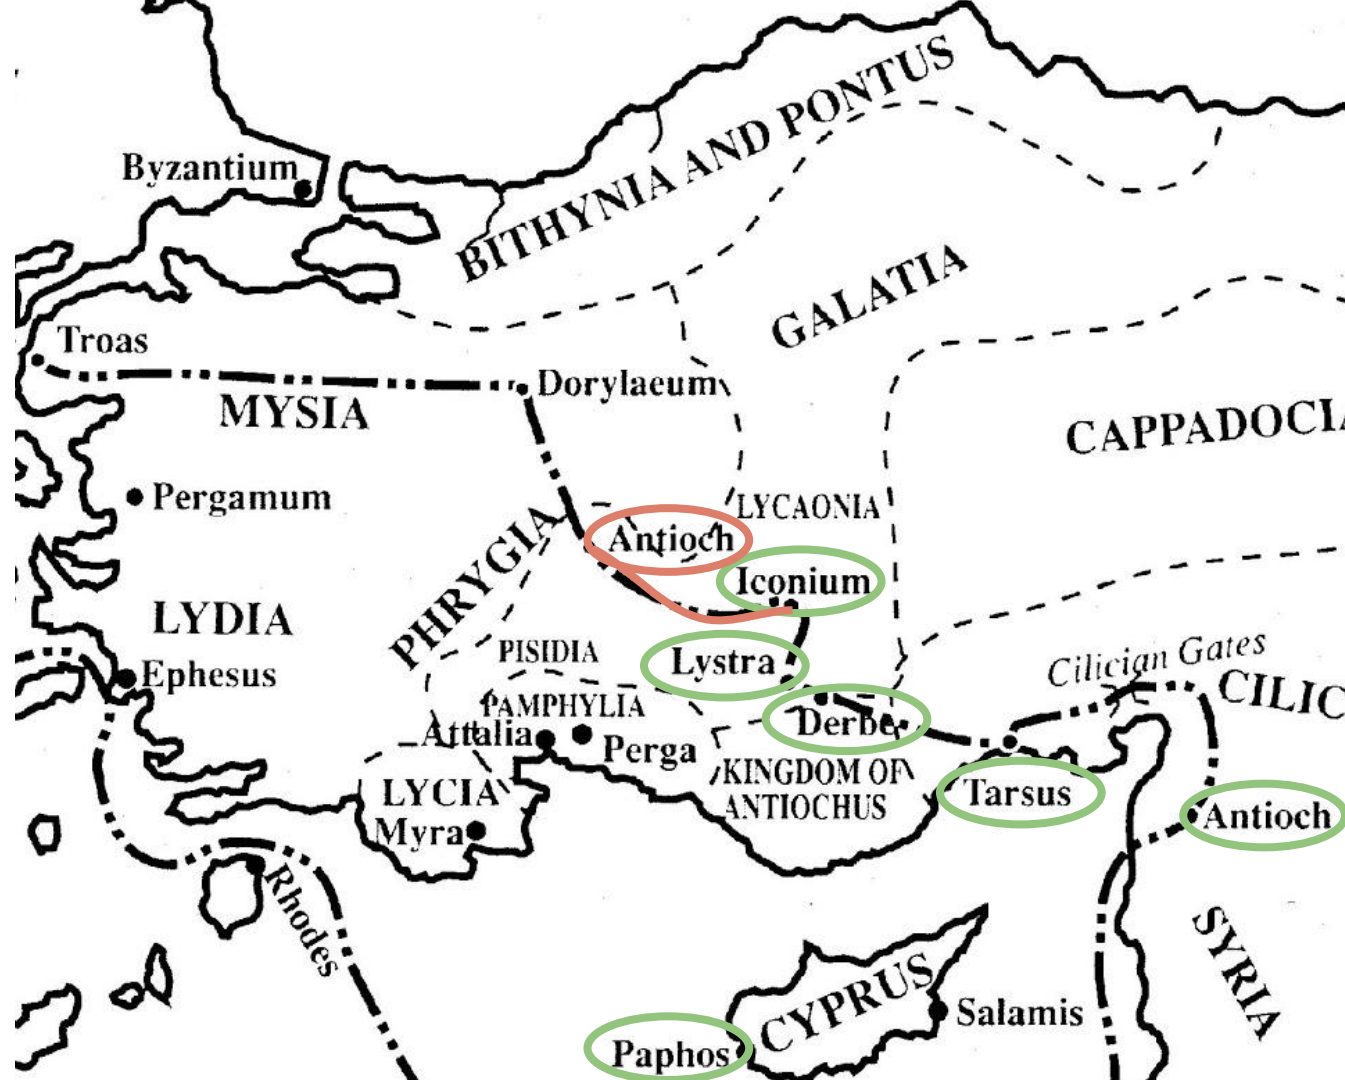 BITHYNIA AND PONTUS
Byzantium
GALATIA
Troas
Dorylaeum
MYSIA
CAPPADOCIA
Pergamum
LYCAONIA
PHRYGIA
Antioch
Iconium
LYDIA
PISIDIA
Lystra
Cilician Gates
Ephesus
CILIC
PAMPHYLIA
Attalia
Perga
Derbe
KINGDOM OF
ANTIOCHUS
LYCIA
Tarsus
Myra
Antioch
Rhodes
SYRIA
CYPRUS
Salamis
Paphos